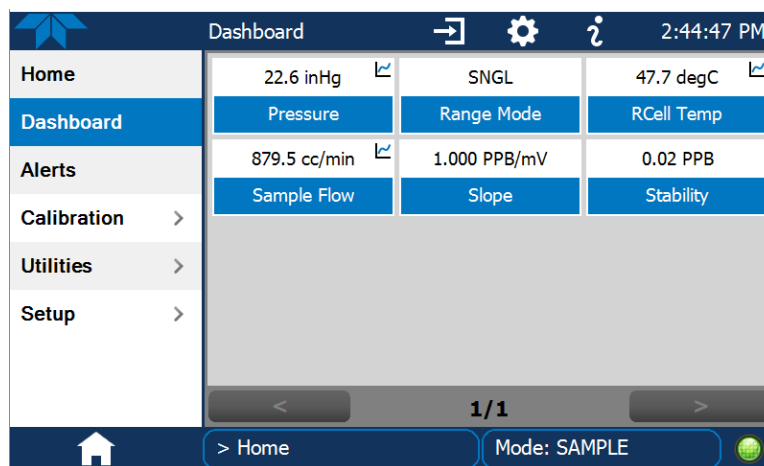 Dashboard 2:44:47 PM
Home
Dashboard
Alerts
Calibration >
Utilities >
Setup >
22.6 inHg SNGL 47.7 degC
Pressure Range Mode RCell Temp
879.5 cc/min 1.000 PPB/mV 0.02 PPB
Sample Flow Slope Stability
< 1/1 >
> Home Mode: SAMPLE